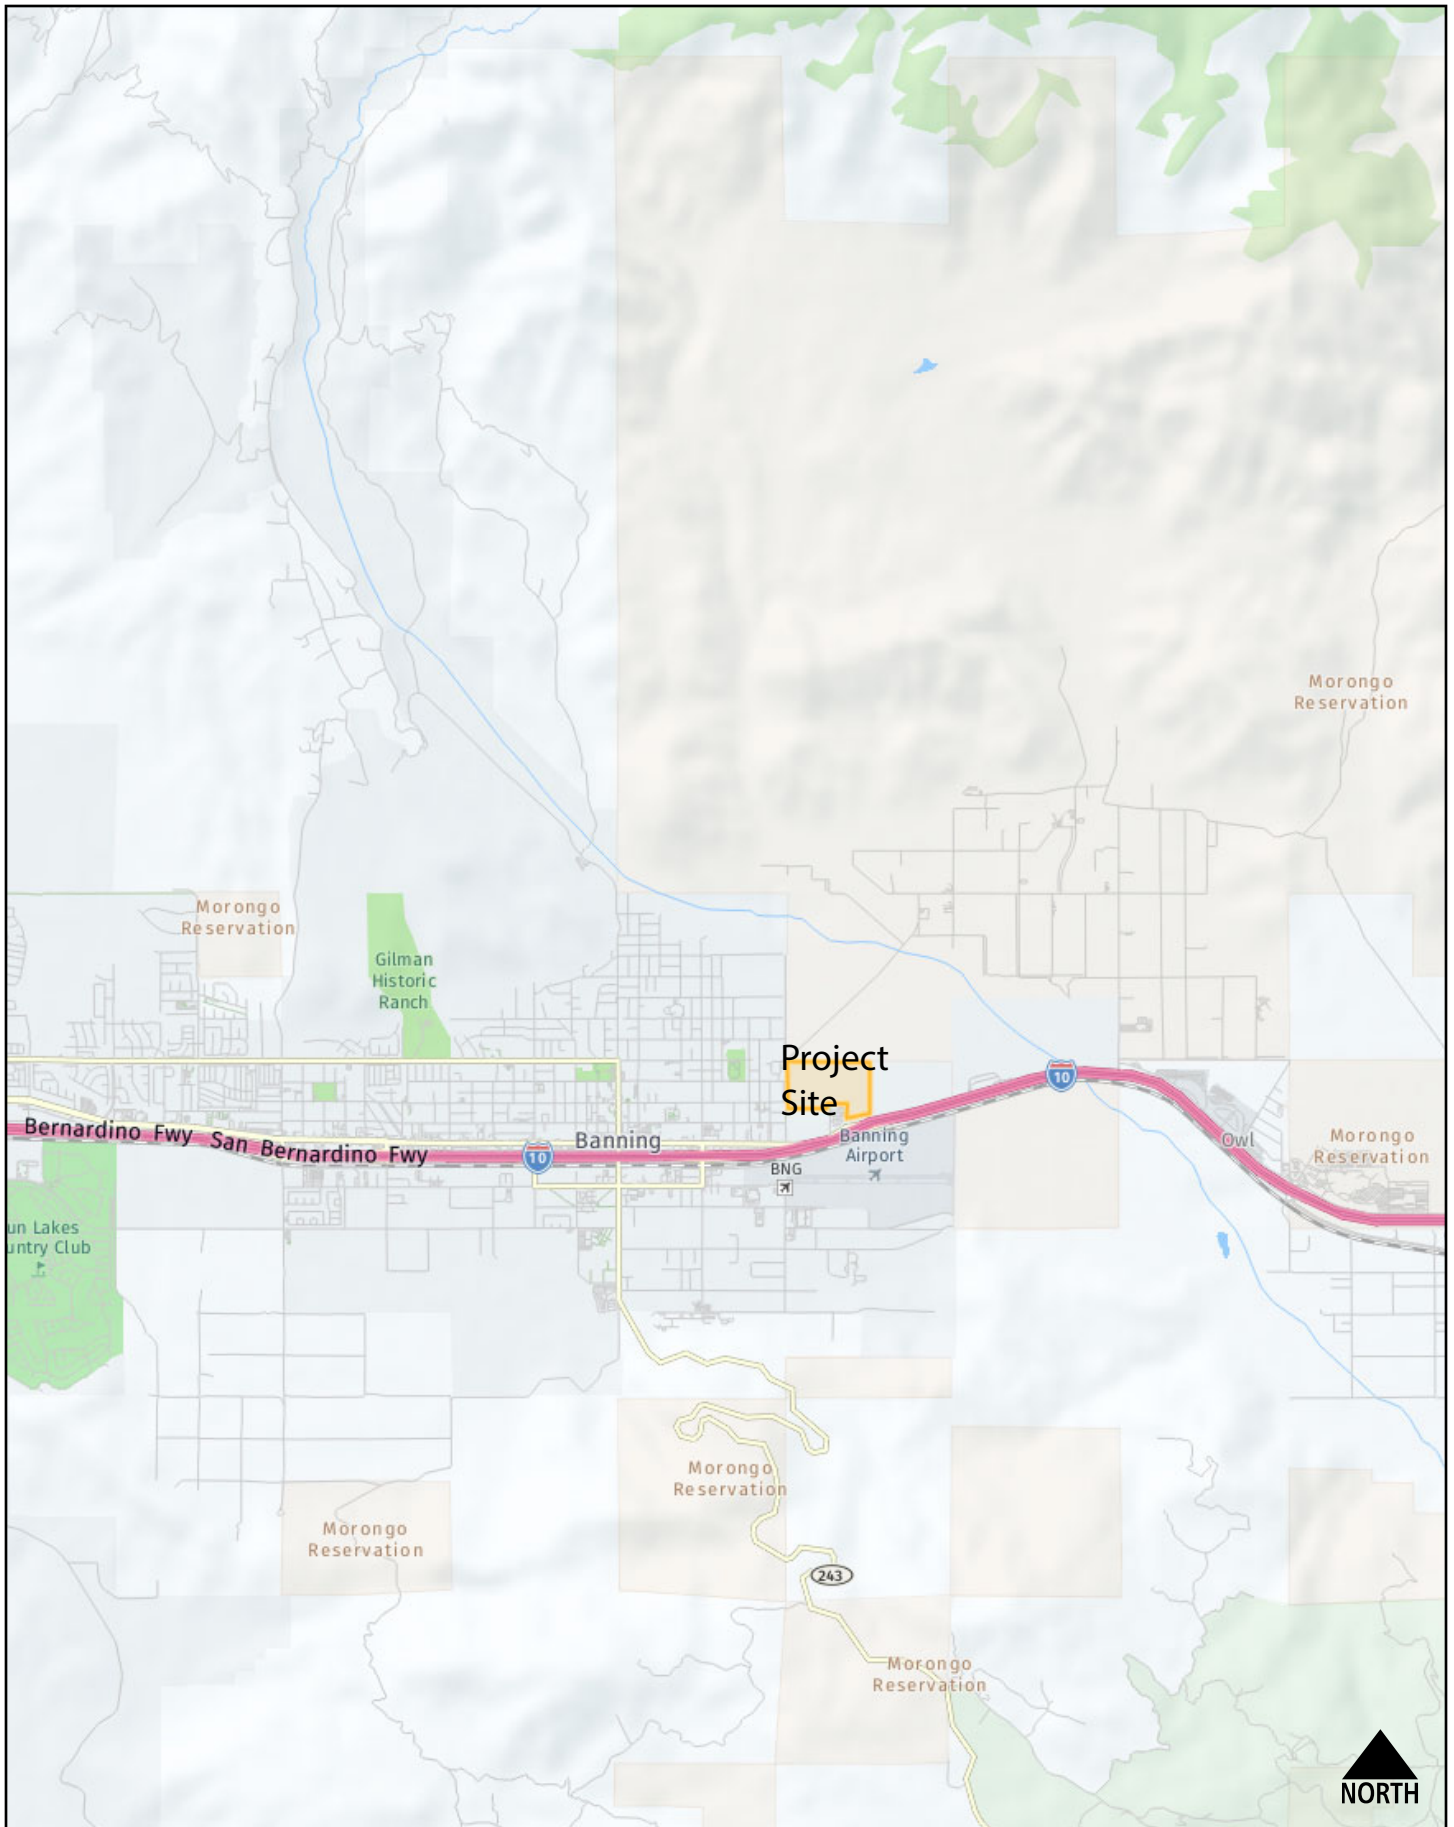 Morongo
Reservation
Morongo
Reservation
Gilman
Historic
Ranch
Project
Site
10
Bernardino Fwy San Bernardino Fwy
10
Banning
Banning
Airport
BNG
Owl
Morongo
Reservation
un Lakes
untry Club
Morongo
Reservation
Morongo
Reservation
243
Morongo
Reservation
NORTH